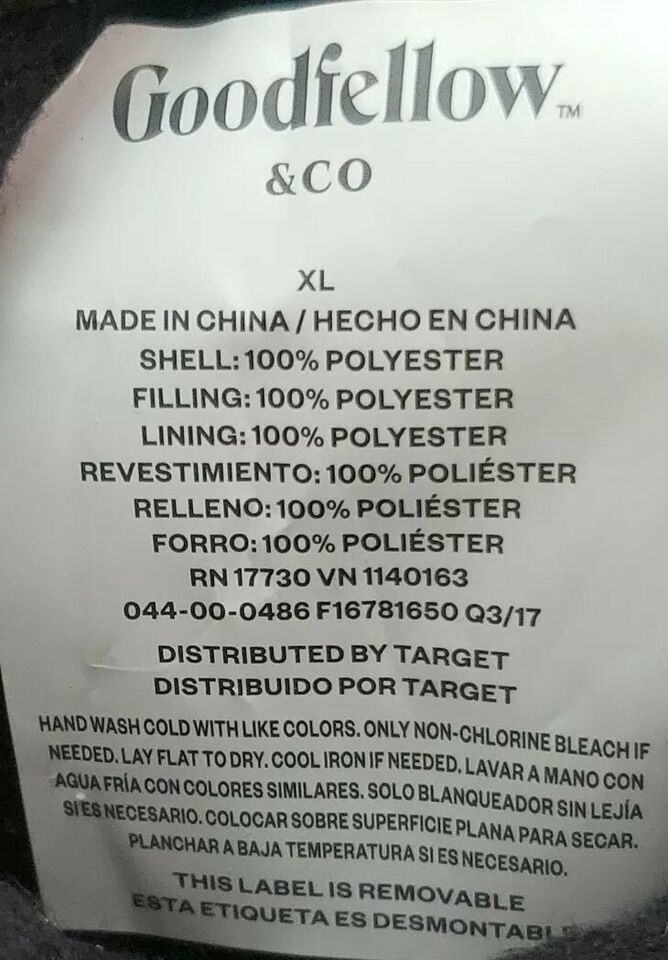 Goodfellow™
&CO
XL
MADE IN CHINA / HECHO EN CHINA
SHELL: 100% POLYESTER
FILLING: 100% POLYESTER
LINING: 100% POLYESTER
REVESTIMIENTO: 100% POLIÉSTER
RELLENO: 100% POLIÉSTER
FORRO: 100% POLIÉSTER
RN 17730 VN 1140163
044-00-0486 F16781650 Q3/17
DISTRIBUTED BY TARGET
DISTRIBUIDO POR TARGET
HAND WASH COLD WITH LIKE COLORS. ONLY NON-CHLORINE BLEACH IF
NEEDED. LAY FLAT TO DRY. COOL IRON IF NEEDED. LAVAR A MANO CON
AGUA FRÍA CON COLORES SIMILARES. SOLO BLANQUEADOR SIN LEJÍA
SI ES NECESARIO. COLOCAR SOBRE SUPERFICIE PLANA PARA SECAR.
PLANCHAR A BAJA TEMPERATURA SI ES NECESARIO.
THIS LABEL IS REMOVABLE
ESTA ETIQUETA ES DESMONTABLE